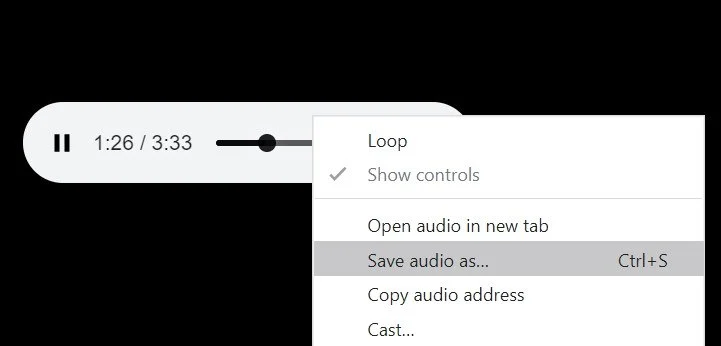 1:26 / 3:33
Loop
Show controls
Open audio in new tab
Save audio as... Ctrl+S
Copy audio address
Cast...